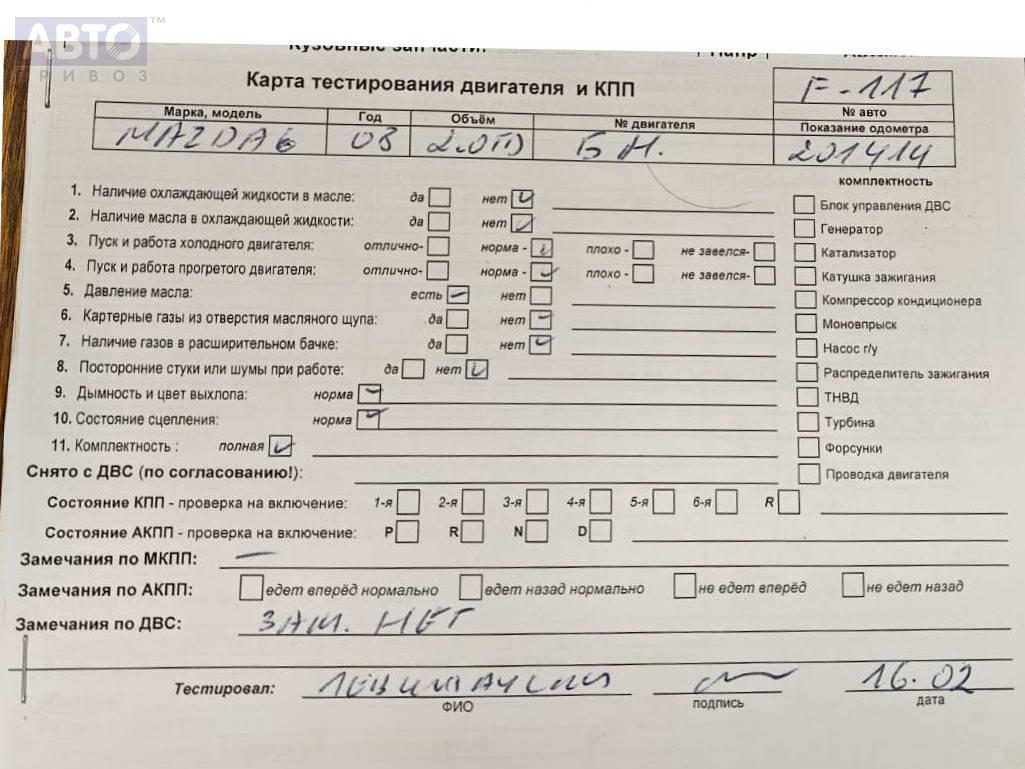 АВТО™
ПРИВОЗ
Кузовные запчасти:
Карта тестирования двигателя и КПП
F-117
№ авто
Марка, модель Год Объём № двигателя Показание одометра
MAZDA 6 08 2.0TD Б Н. 201414
комплектность
1. Наличие охлаждающей жидкости в масле: да нет
Блок управления ДВС
2. Наличие масла в охлаждающей жидкости: да нет
Генератор
3. Пуск и работа холодного двигателя: отлично- норма - плохо - не завелся-
Катализатор
4. Пуск и работа прогретого двигателя: отлично- норма - плохо - не завелся-
Катушка зажигания
5. Давление масла: есть нет
Компрессор кондиционера
6. Картерные газы из отверстия масляного щупа: да нет
Моновпрыск
7. Наличие газов в расширительном бачке: да нет
Насос г/у
8. Посторонние стуки или шумы при работе: да нет
Распределитель зажигания
9. Дымность и цвет выхлопа: норма
ТНВД
10. Состояние сцепления: норма
Турбина
11. Комплектность : полная
Форсунки
Снято с ДВС (по согласованию!):
Проводка двигателя
Состояние КПП - проверка на включение: 1-я 2-я 3-я 4-я 5-я 6-я R
Состояние АКПП - проверка на включение: P R N D
Замечания по МКПП: —
Замечания по АКПП: едет вперёд нормально едет назад нормально не едет вперёд не едет назад
Замечания по ДВС: ЗАМ. НЕТ
Тестировал: 16.02
ФИО подпись дата